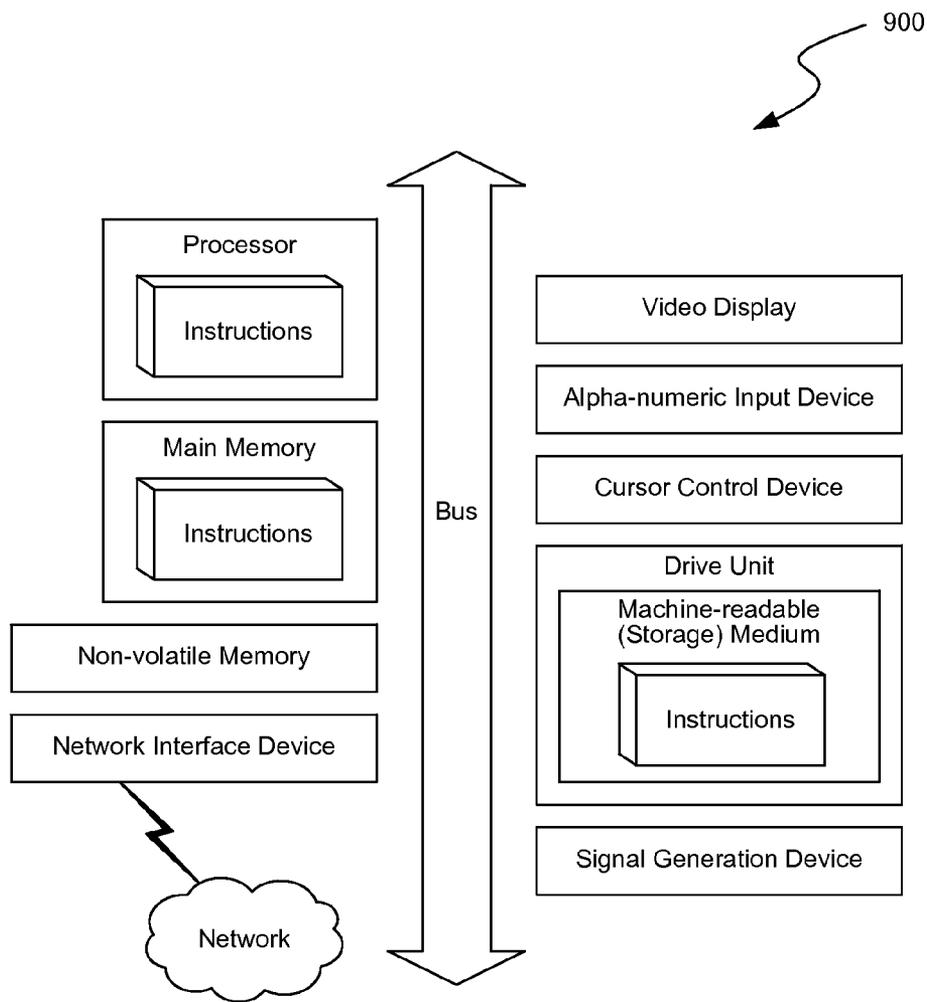 900
Processor
Instructions
Main Memory
Instructions
Non-volatile Memory
Network Interface Device
Network
Bus
Video Display
Alpha-numeric Input Device
Cursor Control Device
Drive Unit
Machine-readable
(Storage) Medium
Instructions
Signal Generation Device